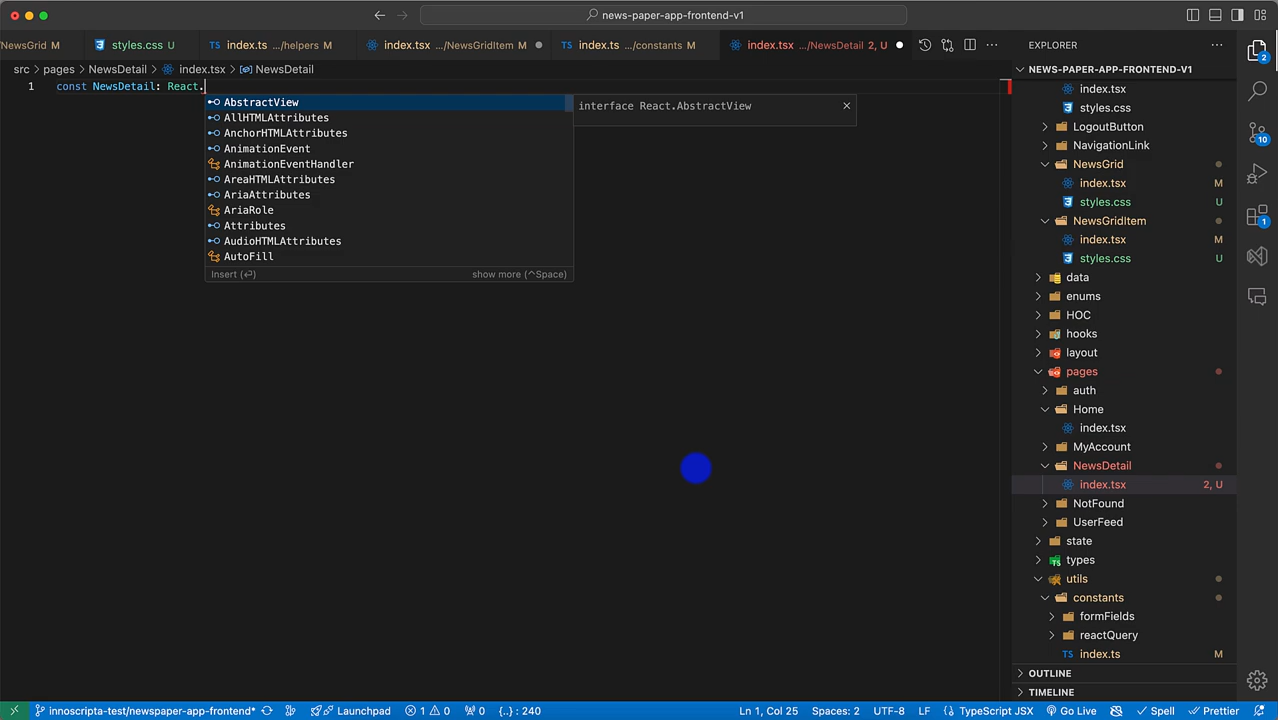 news-paper-app-frontend-v1
NewsGrid M
styles.css U
index.ts .../helpers M
index.tsx .../NewsGridItem M
index.ts .../constants M
index.tsx .../NewsDetail 2, U
src > pages > NewsDetail > index.tsx > NewsDetail
1 const NewsDetail: React.
AbstractView
AllHTMLAttributes
AnchorHTMLAttributes
AnimationEvent
AnimationEventHandler
AreaHTMLAttributes
AriaAttributes
AriaRole
Attributes
AudioHTMLAttributes
AutoFill
Insert (⏎)
show more (^Space)
interface React.AbstractView
EXPLORER
NEWS-PAPER-APP-FRONTEND-V1
index.tsx
styles.css
LogoutButton
NavigationLink
NewsGrid
index.tsx M
styles.css U
NewsGridItem
index.tsx M
styles.css U
data
enums
HOC
hooks
layout
pages
auth
Home
index.tsx
MyAccount
NewsDetail
index.tsx 2, U
NotFound
UserFeed
state
types
utils
constants
formFields
reactQuery
TS index.ts M
OUTLINE
TIMELINE
2
10
1
innoscripta-test/newspaper-app-frontend*
Launchpad
1 0
0
{..} : 240
Ln 1, Col 25
Spaces: 2
UTF-8
LF
{} TypeScript JSX
Go Live
Spell
Prettier